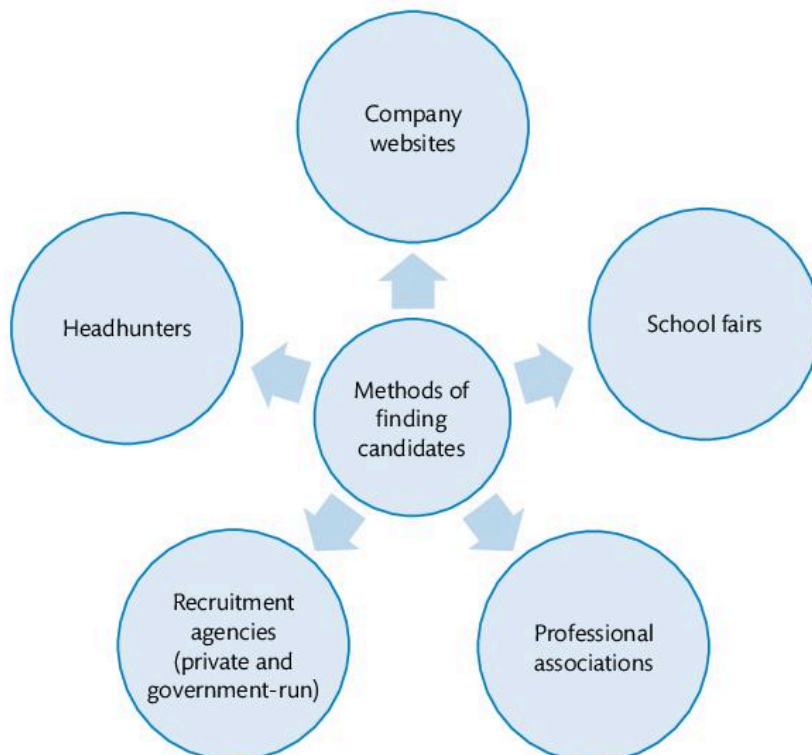 Company
websites
Headhunters
School fairs
Methods of
finding
candidates
Recruitment
agencies
(private and
government-run)
Professional
associations